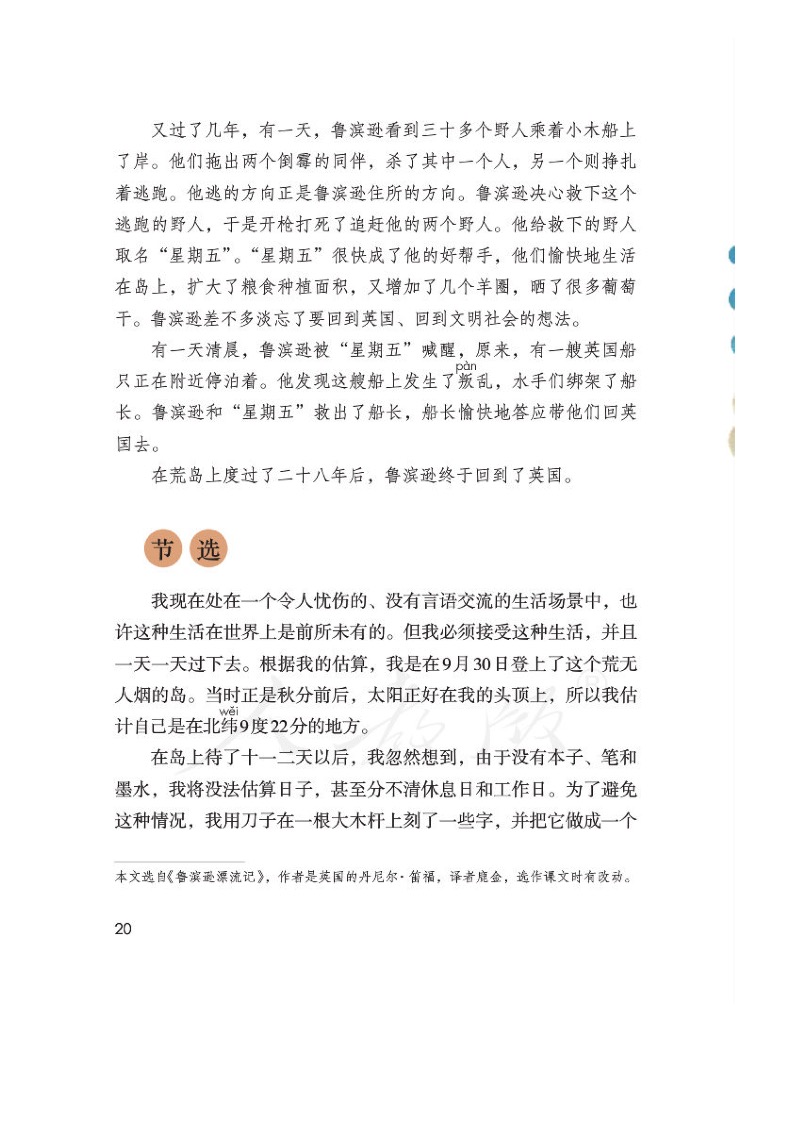 又过了几年，有一天，鲁滨逊看到三十多个野人乘着小木船上
了岸。他们拖出两个倒霉的同伴，杀了其中一个人，另一个则挣扎
着逃跑。他逃的方向正是鲁滨逊住所的方向。鲁滨逊决心救下这个
逃跑的野人，于是开枪打死了追赶他的两个野人。他给救下的野人
取名“星期五”。“星期五”很快成了他的好帮手，他们愉快地生活
在岛上，扩大了粮食种植面积，又增加了几个羊圈，晒了很多葡萄
干。鲁滨逊差不多淡忘了要回到英国、回到文明社会的想法。
有一天清晨，鲁滨逊被“星期五”喊醒，原来，有一艘英国船
pàn
只正在附近停泊着。他发现这艘船上发生了叛乱，水手们绑架了船
长。鲁滨逊和“星期五”救出了船长，船长愉快地答应带他们回英
国去。
在荒岛上度过了二十八年后，鲁滨逊终于回到了英国。
节选
我现在处在一个令人忧伤的、没有言语交流的生活场景中，也
许这种生活在世界上是前所未有的。但我必须接受这种生活，并且
一天一天过下去。根据我的估算，我是在9月30日登上了这个荒无
人烟的岛。当时正是秋分前后，太阳正好在我的头顶上，所以我估
wěi
计自己是在北纬9度22分的地方。
在岛上待了十一二天以后，我忽然想到，由于没有本子、笔和
墨水，我将没法估算日子，甚至分不清休息日和工作日。为了避免
这种情况，我用刀子在一根大木杆上刻了一些字，并把它做成一个
人教版®
本文选自《鲁滨逊漂流记》，作者是英国的丹尼尔·笛福，译者鹿金，选作课文时有改动。
20